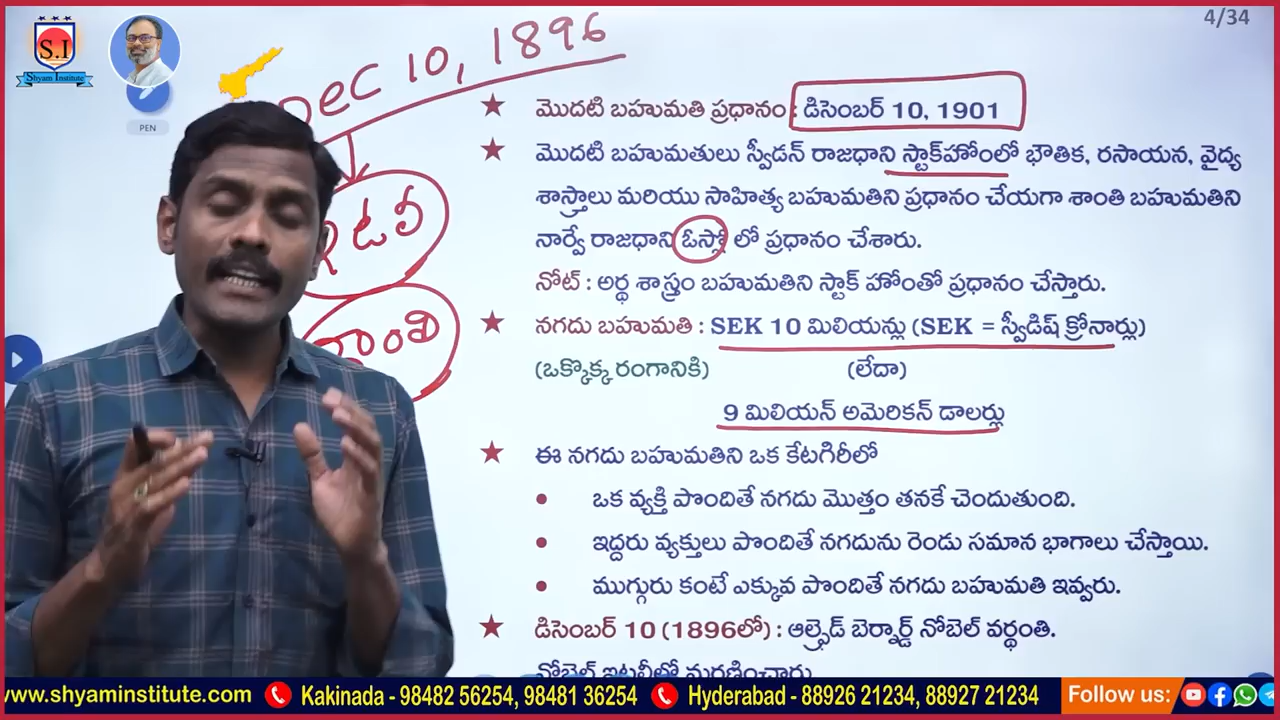 4/34
S.I
Shyam Institute
PEN
Dec 10, 1896
ఇటలీ
శాంతి
★ మొదటి బహుమతి ప్రధానం : డిసెంబర్ 10, 1901
★ మొదటి బహుమతులు స్వీడన్ రాజధాని స్టాక్‌హోంలో భౌతిక, రసాయన, వైద్య
శాస్త్రాలు మరియు సాహిత్య బహుమతిని ప్రధానం చేయగా శాంతి బహుమతిని
నార్వే రాజధాని ఓస్లో లో ప్రధానం చేశారు.
నోట్ : అర్థ శాస్త్రం బహుమతిని స్టాక్ హోంతో ప్రధానం చేస్తారు.
★ నగదు బహుమతి : SEK 10 మిలియన్లు (SEK = స్వీడిష్ క్రోనార్లు)
(ఒక్కొక్క రంగానికి) (లేదా)
9 మిలియన్ అమెరికన్ డాలర్లు
★ ఈ నగదు బహుమతిని ఒక కేటగిరీలో
• ఒక వ్యక్తి పొందితే నగదు మొత్తం తనకే చెందుతుంది.
• ఇద్దరు వ్యక్తులు పొందితే నగదును రెండు సమాన భాగాలు చేస్తాయి.
• ముగ్గురు కంటే ఎక్కువ పొందితే నగదు బహుమతి ఇవ్వరు.
★ డిసెంబర్ 10 (1896లో) : ఆల్ఫ్రెడ్ బెర్నార్డ్ నోబెల్ వర్ధంతి.
నోబెల్ ఇటలీలో మరణించారు
www.shyaminstitute.com Kakinada - 98482 56254, 98481 36254 Hyderabad - 88926 21234, 88927 21234 Follow us: